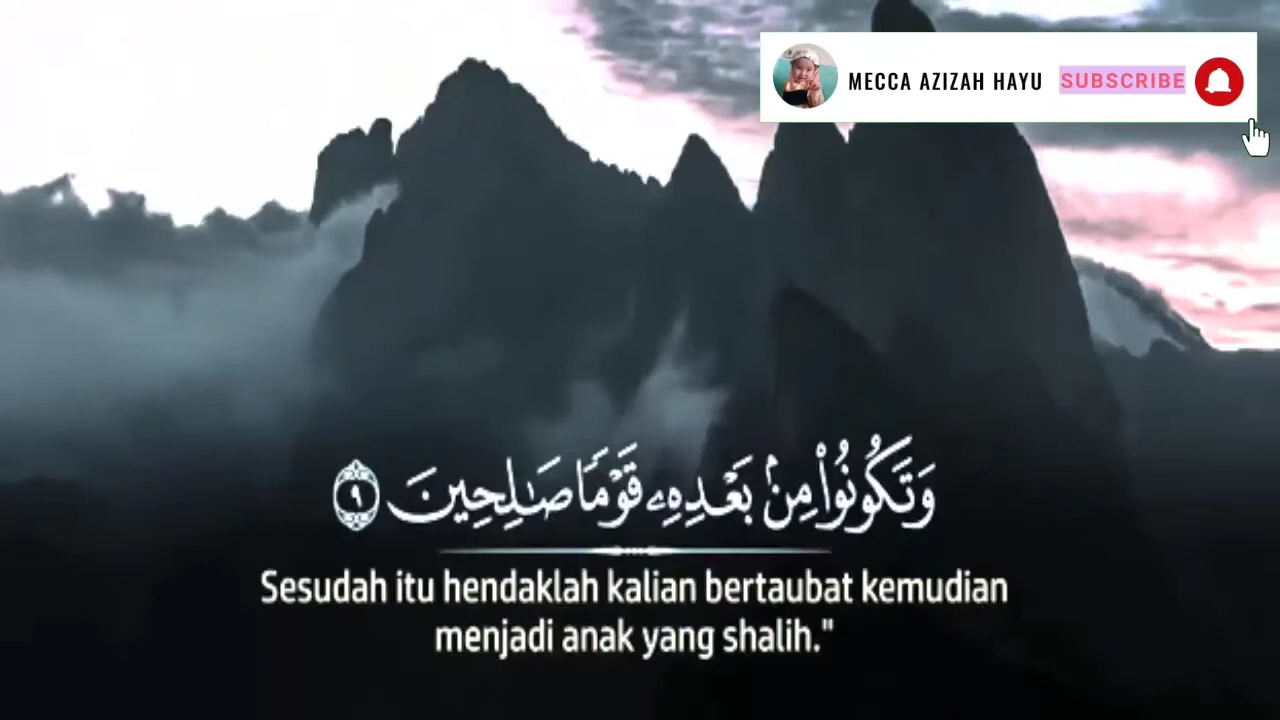 MECCA AZIZAH HAYU SUBSCRIBE
وَتَكُونُوا۟ مِنۢ بَعْدِهِۦ قَوْمًا صَـٰلِحِينَ ٩
Sesudah itu hendaklah kalian bertaubat kemudian
menjadi anak yang shalih."